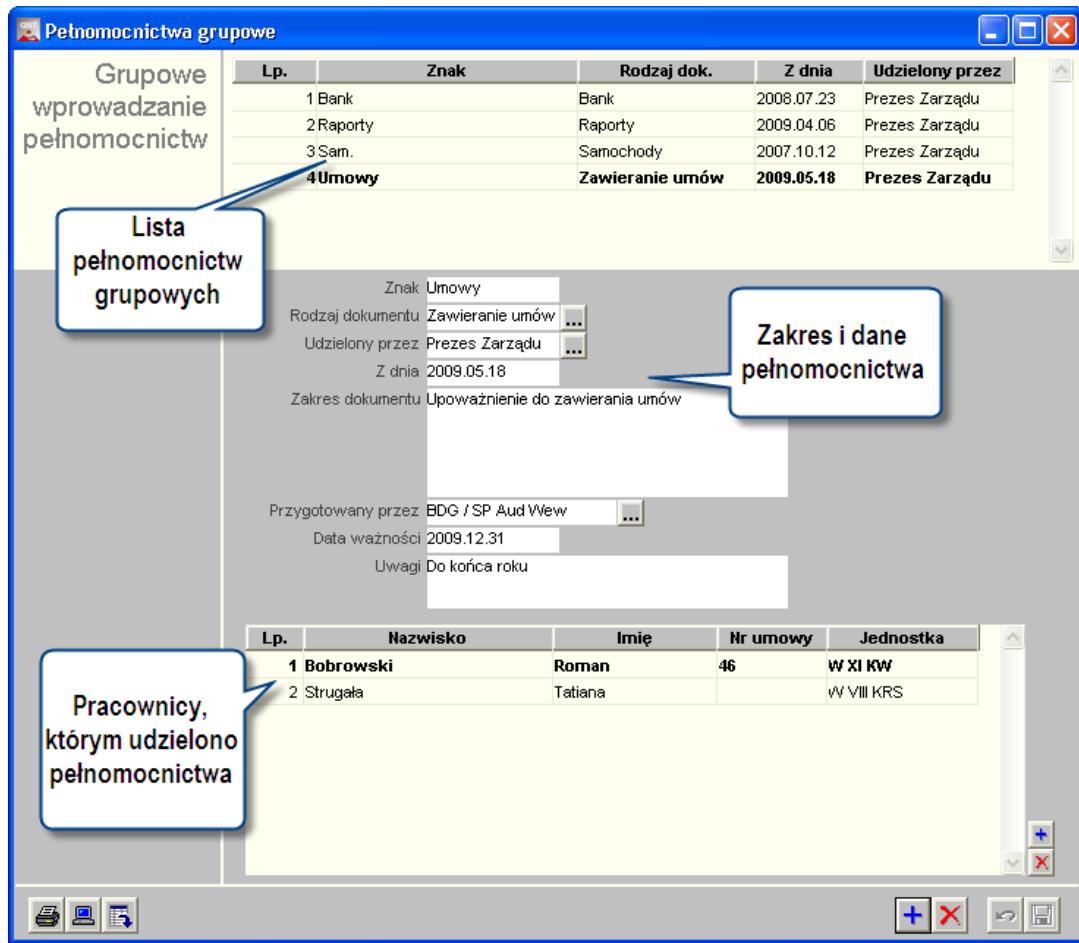 Pełnomocnictwa grupowe
Grupowe
wprowadzanie
pełnomocnictw
Lp. Znak Rodzaj dok. Z dnia Udzielony przez
1 Bank Bank 2008.07.23 Prezes Zarządu
2 Raporty Raporty 2009.04.06 Prezes Zarządu
3 Sam. Samochody 2007.10.12 Prezes Zarządu
4 Umowy Zawieranie umów 2009.05.18 Prezes Zarządu
Lista
pełnomocnictw
grupowych
Znak Umowy
Rodzaj dokumentu Zawieranie umów ...
Udzielony przez Prezes Zarządu ...
Z dnia 2009.05.18
Zakres dokumentu Upoważnienie do zawierania umów
Zakres i dane
pełnomocnictwa
Przygotowany przez BDG / SP Aud Wew ...
Data ważności 2009.12.31
Uwagi Do końca roku
Lp. Nazwisko Imię Nr umowy Jednostka
1 Bobrowski Roman 46 W XI KW
2 Strugała Tatiana W VIII KRS
Pracownicy,
którym udzielono
pełnomocnictwa